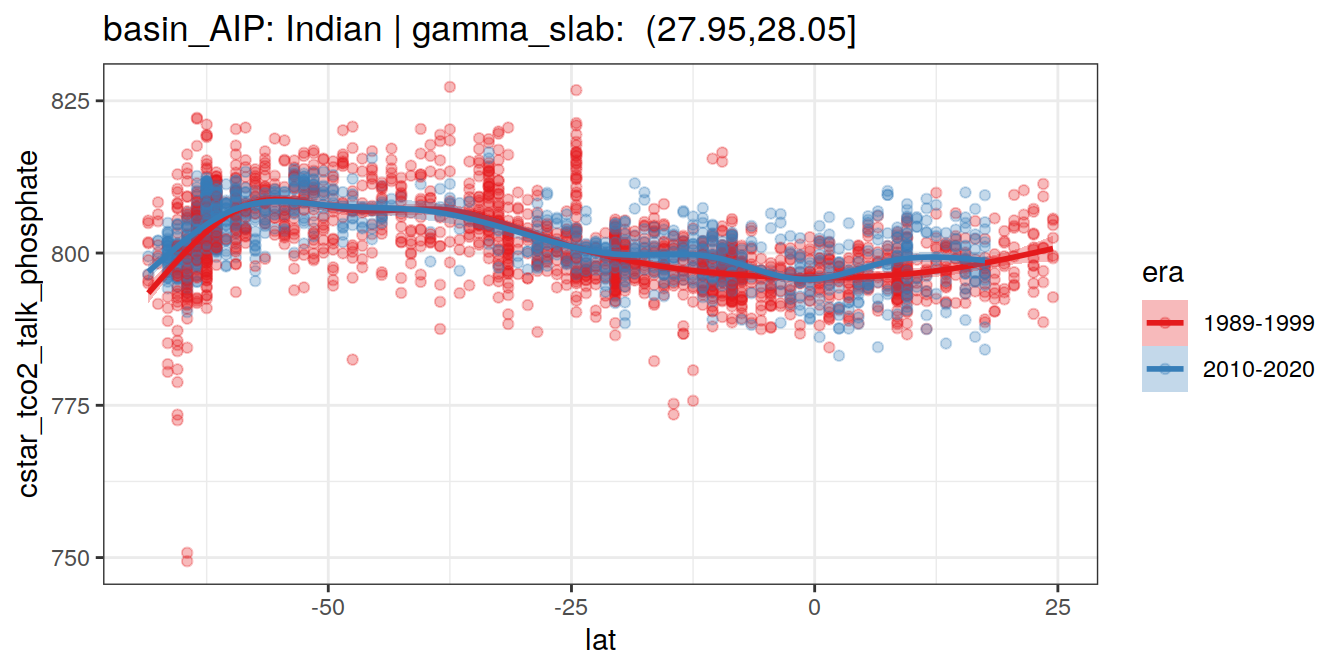 basin_AIP: Indian | gamma_slab:  (27.95,28.05]
cstar_tco2_talk_phosphate
825
800
775
750
-50
-25
0
25
lat
era
1989-1999
2010-2020